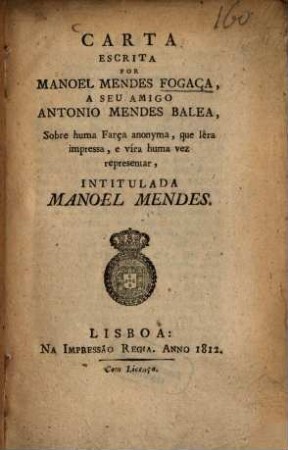 160
CARTA
ESCRITA
POR
MANOEL MENDES FOGAÇA,
A SEU AMIGO
ANTONIO MENDES BALEA,
Sobre huma Farça anonyma, que lêra
impressa, e vira huma vez
representar,
INTITULADA
MANOEL MENDES.
LISBOA:
NA IMPRESSÃO REGIA. ANNO 1812.
Com Licença.